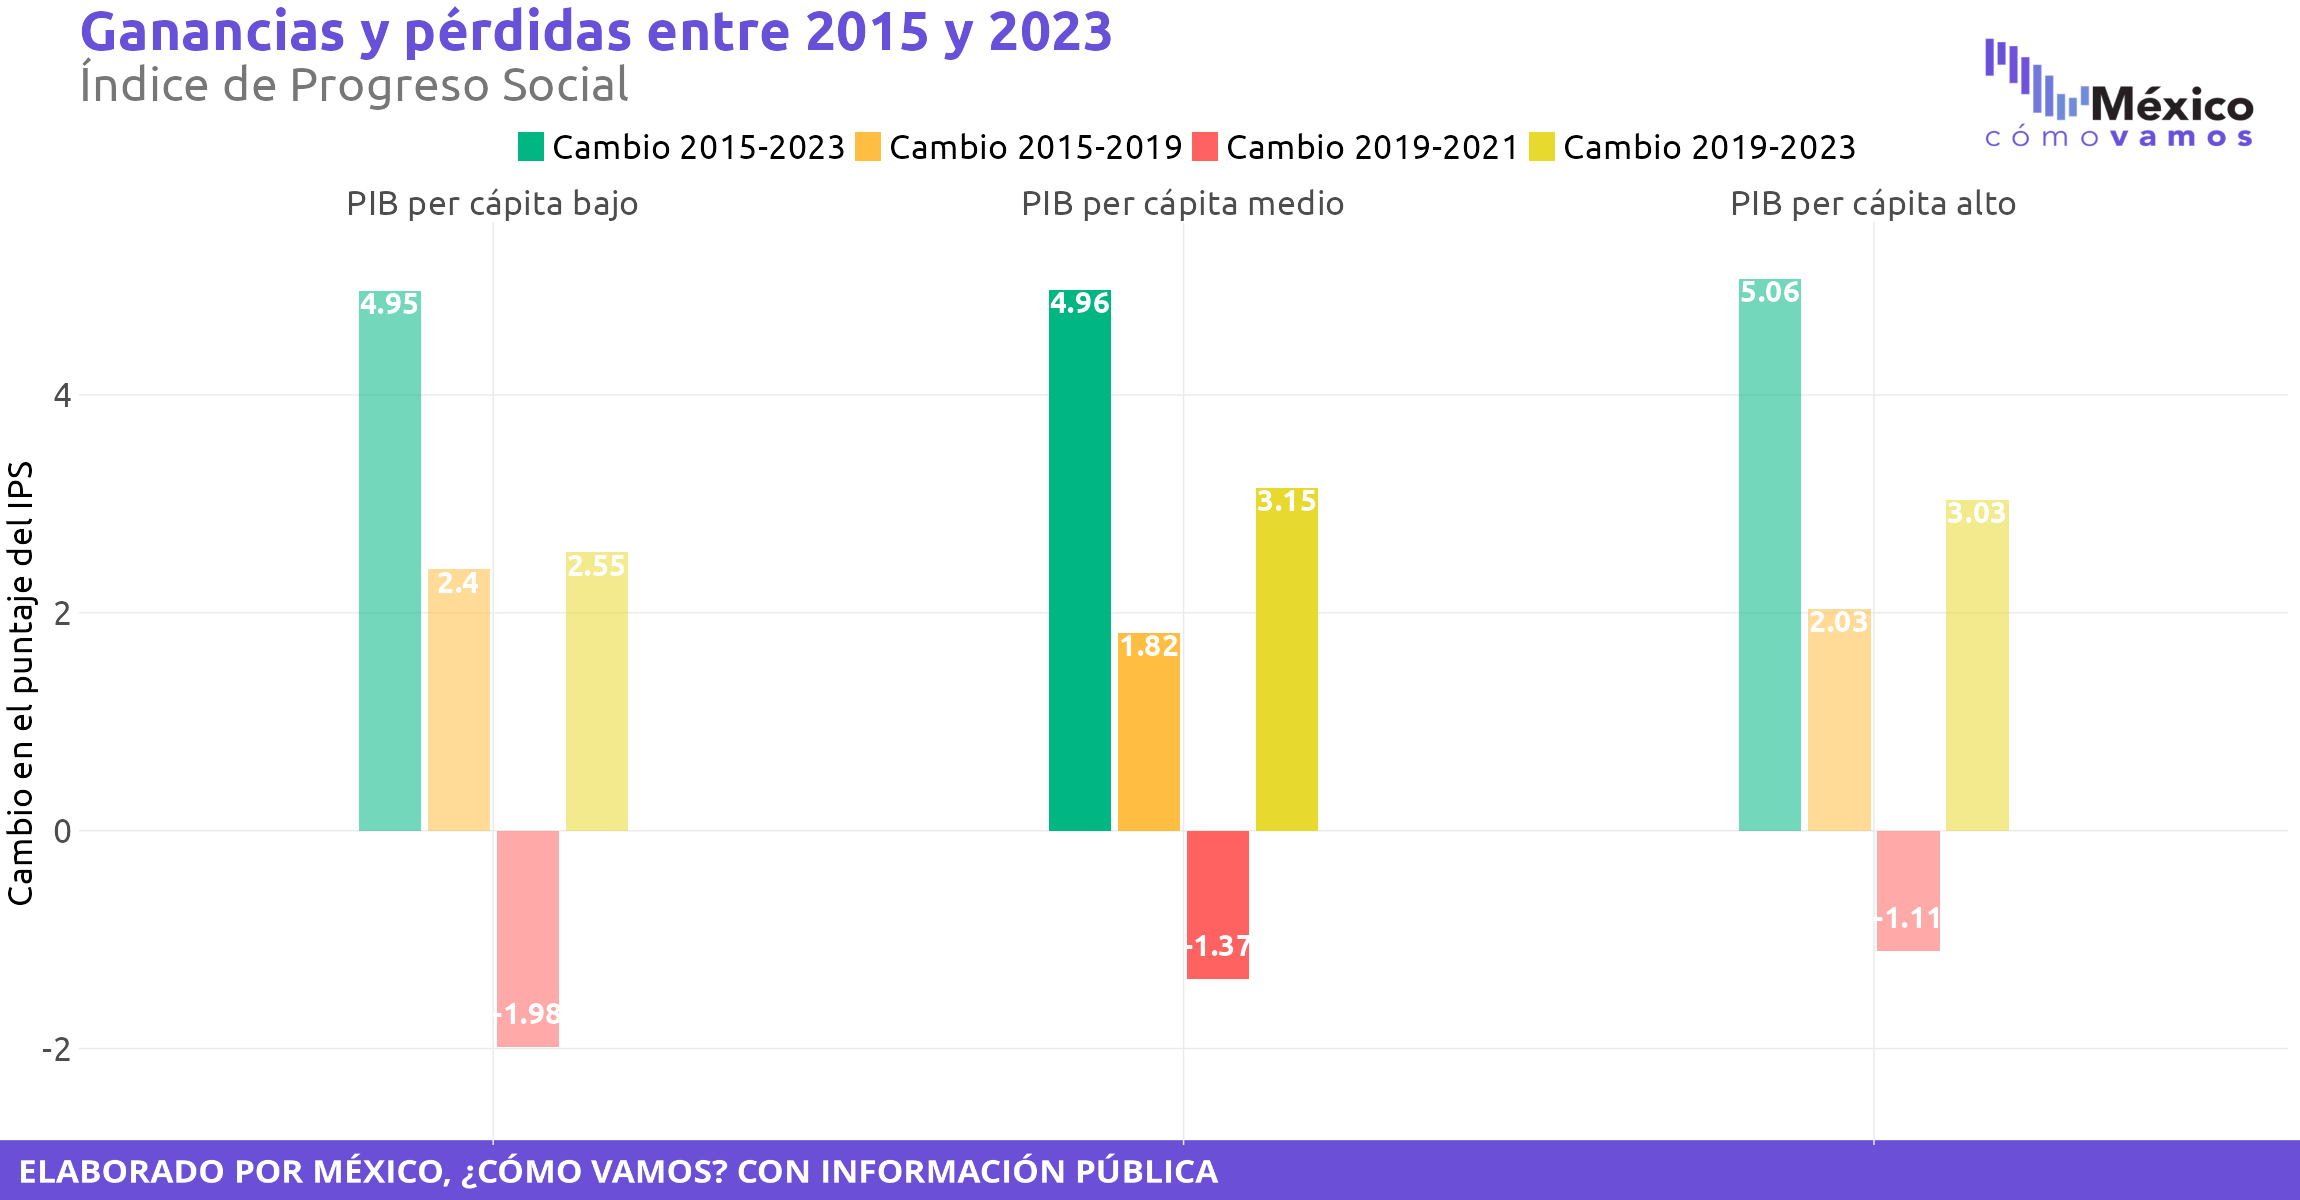 Ganancias y pérdidas entre 2015 y 2023
Índice de Progreso Social
México
cómovamos
Cambio 2015-2023 Cambio 2015-2019 Cambio 2019-2021 Cambio 2019-2023
PIB per cápita bajo PIB per cápita medio PIB per cápita alto
Cambio en el puntaje del IPS
4
2
0
-2
4.95
2.4
-1.98
2.55
4.96
1.82
-1.37
3.15
5.06
2.03
-1.11
3.03
ELABORADO POR MÉXICO, ¿CÓMO VAMOS? CON INFORMACIÓN PÚBLICA